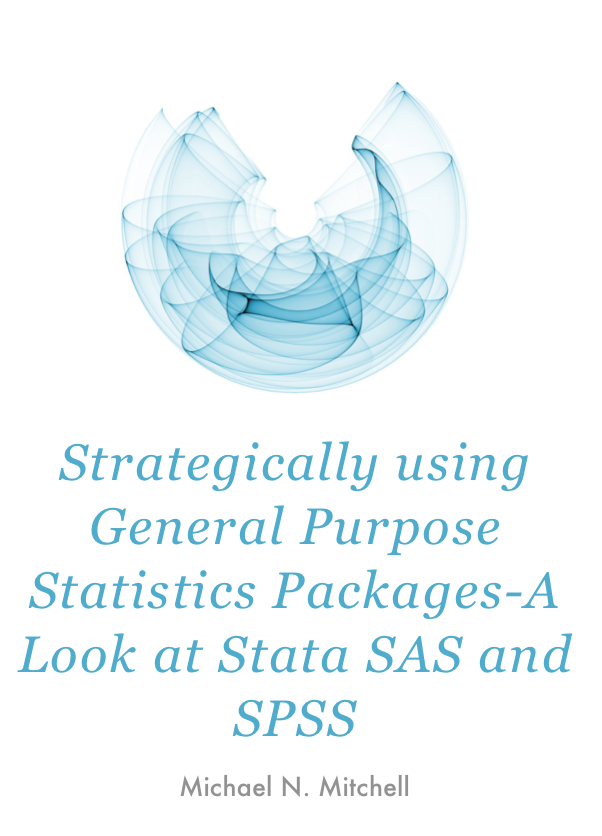 Strategically using
General Purpose
Statistics Packages-A
Look at Stata SAS and
SPSS
Michael N. Mitchell